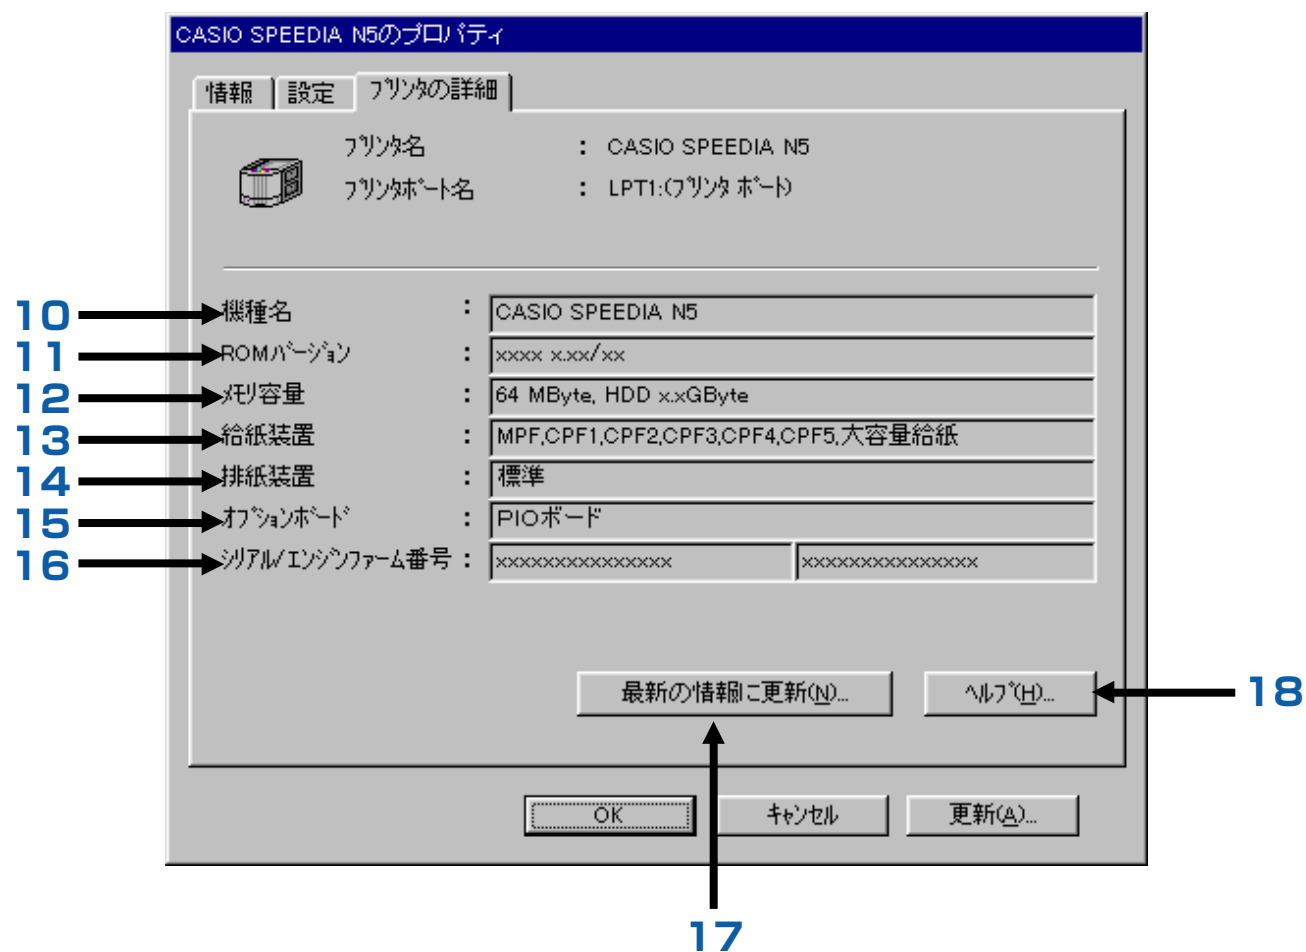 CASIO SPEEDIA N5のプロパティ
情報 設定 プリンタの詳細
プリンタ名 : CASIO SPEEDIA N5
プリンタポート名 : LPT1:(プリンタ ポート)
10 機種名 : CASIO SPEEDIA N5
11 ROMバージョン : xxxx x.xx/xx
12 メモリ容量 : 64 MByte, HDD x.xGByte
13 給紙装置 : MPF,CPF1,CPF2,CPF3,CPF4,CPF5,大容量給紙
14 排紙装置 : 標準
15 オプションボード : PIOボード
16 シリアル/エンジンファーム番号 : xxxxxxxxxxxxxxx xxxxxxxxxxxxxxx
最新の情報に更新(N)... ヘルプ(H)... 18
OK キャンセル 更新(A)...
17